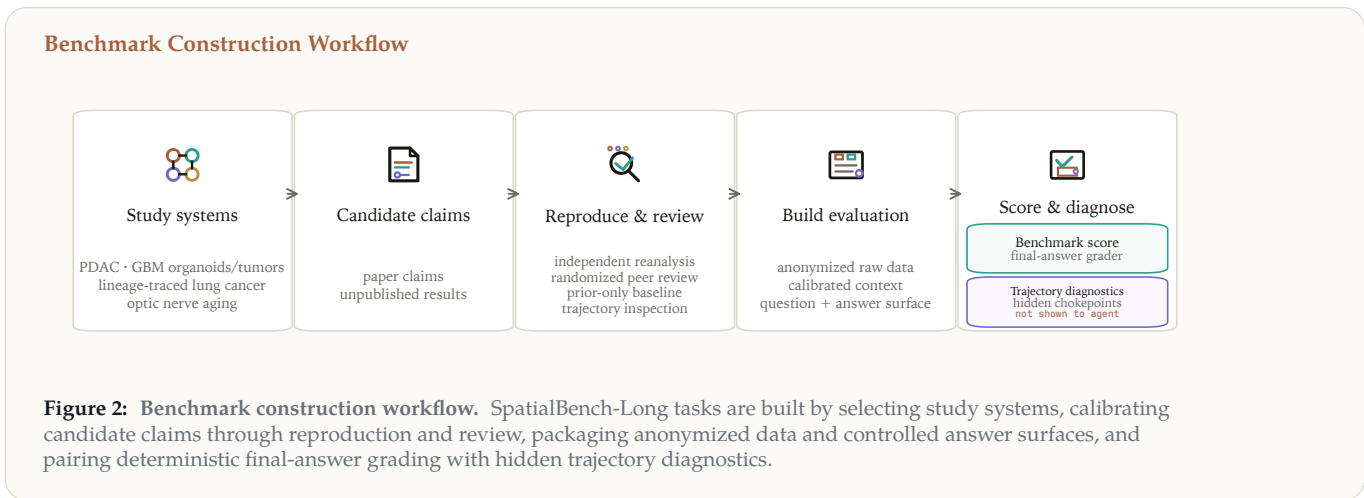 Benchmark Construction Workflow
Study systems
PDAC · GBM organoids/tumors
lineage-traced lung cancer
optic nerve aging
Candidate claims
paper claims
unpublished results
Reproduce & review
independent reanalysis
randomized peer review
prior-only baseline
trajectory inspection
Build evaluation
anonymized raw data
calibrated context
question + answer surface
Score & diagnose
Benchmark score
final-answer grader
Trajectory diagnostics
hidden chokepoints
not shown to agent
Figure 2: Benchmark construction workflow. SpatialBench-Long tasks are built by selecting study systems, calibrating
candidate claims through reproduction and review, packaging anonymized data and controlled answer surfaces, and
pairing deterministic final-answer grading with hidden trajectory diagnostics.